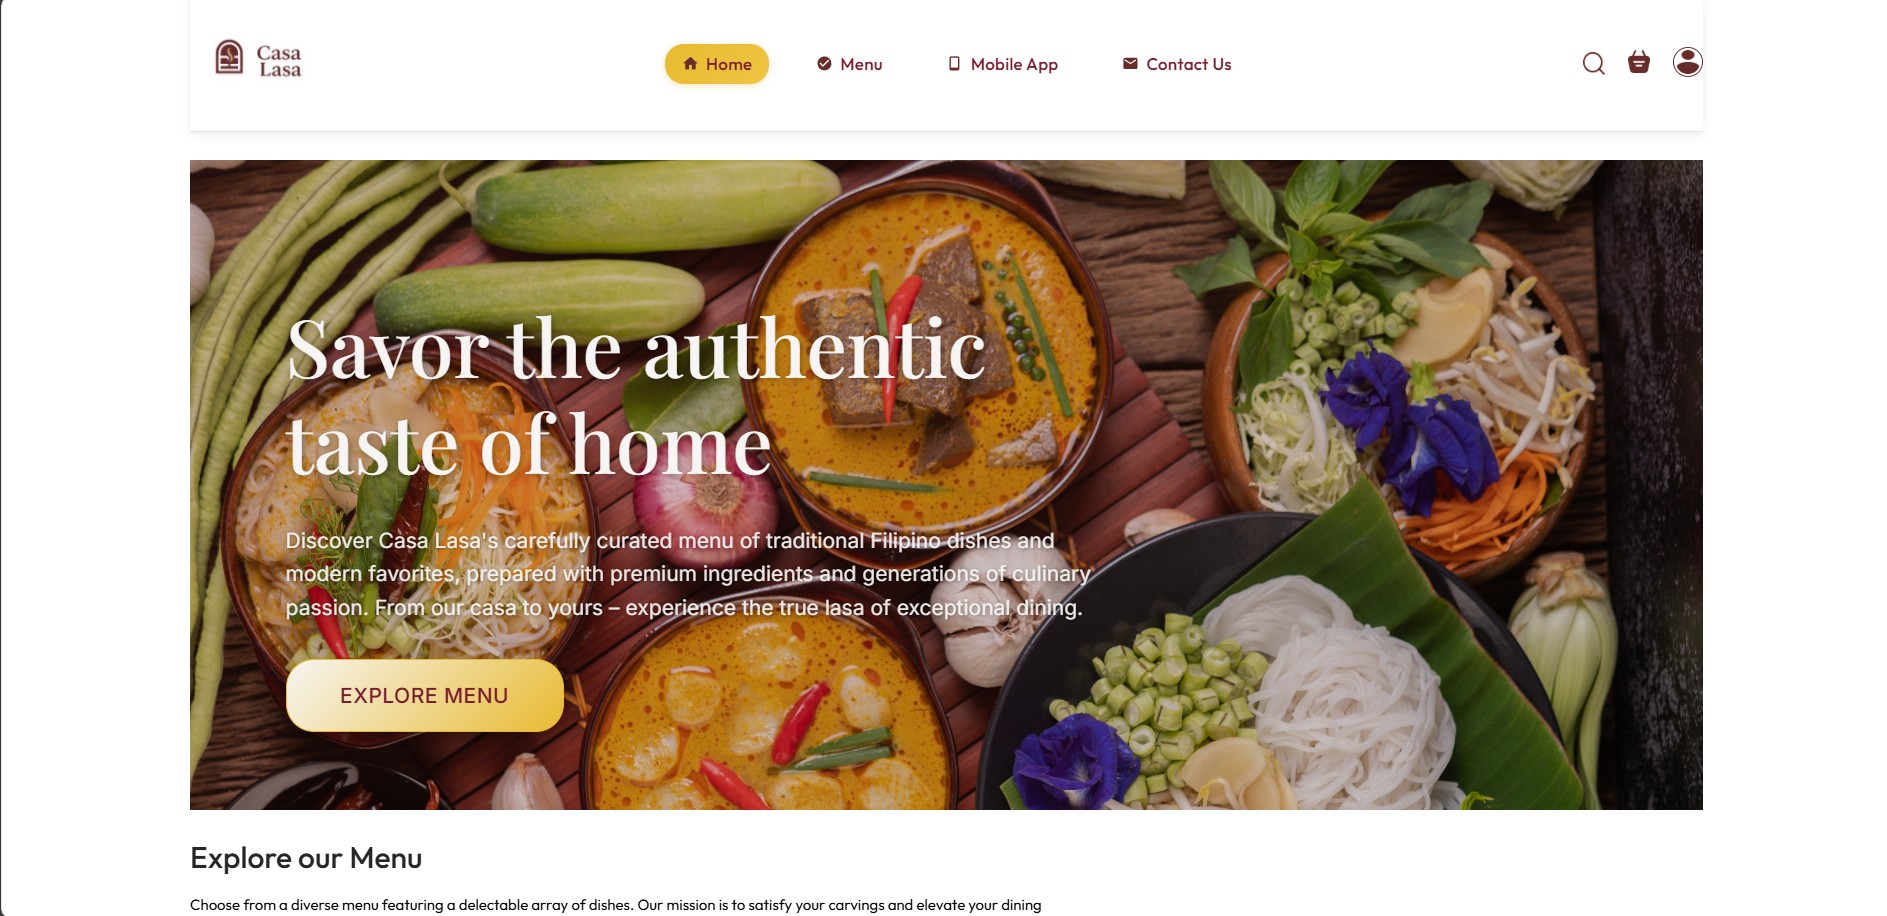 Casa
Lasa
Home
Menu
Mobile App
Contact Us
Savor the authentic
taste of home
Discover Casa Lasa's carefully curated menu of traditional Filipino dishes and
modern favorites, prepared with premium ingredients and generations of culinary
passion. From our casa to yours – experience the true lasa of exceptional dining.
EXPLORE MENU
Explore our Menu
Choose from a diverse menu featuring a delectable array of dishes. Our mission is to satisfy your carvings and elevate your dining